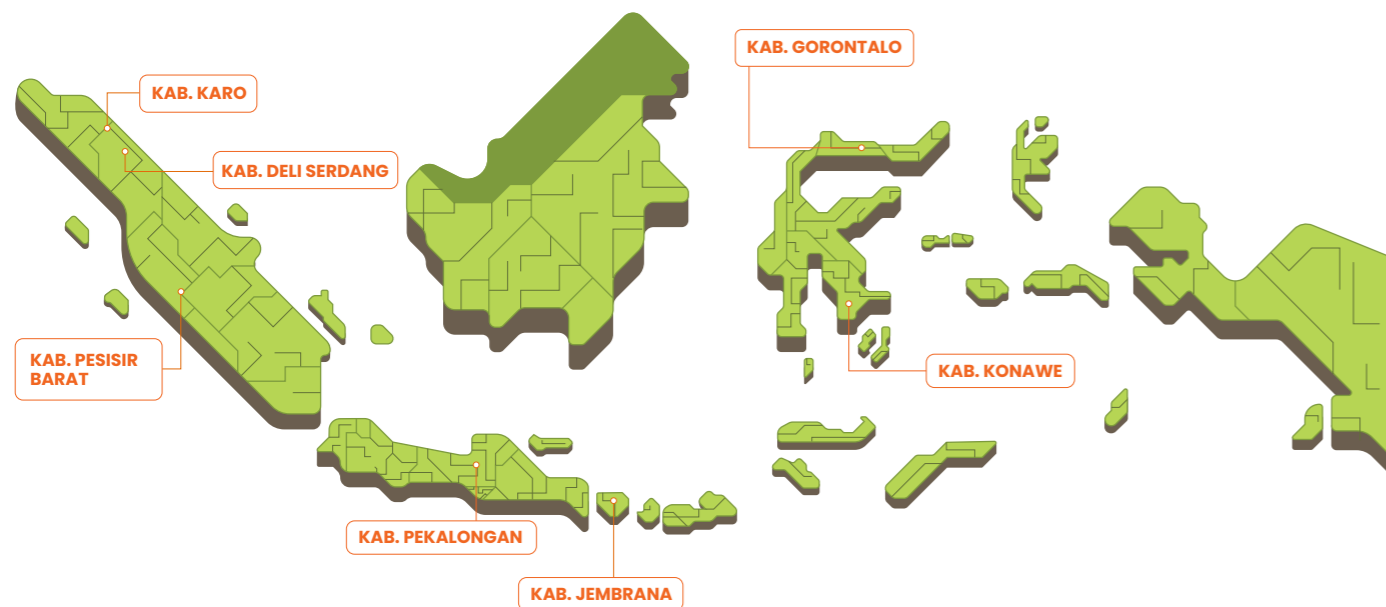 KAB. GORONTALO
KAB. KARO
KAB. DELI SERDANG
KAB. PESISIR
BARAT
KAB. KONAWE
KAB. PEKALONGAN
KAB. JEMBRANA